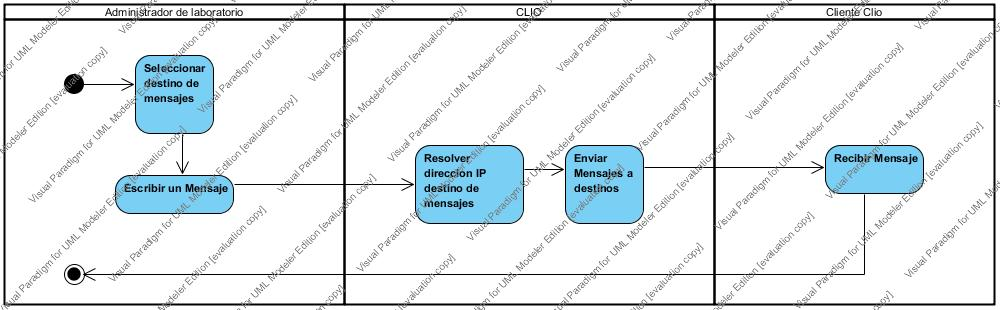 Administrador de laboratorio
CLIO
Cliente Clio
Seleccionar
destino de
mensajes
Escribir un Mensaje
Resolver
dirección IP
destino de
mensajes
Enviar
Mensajes a
destinos
Recibir Mensaje
Visual Paradigm for UML Modeler Edition [evaluation copy]